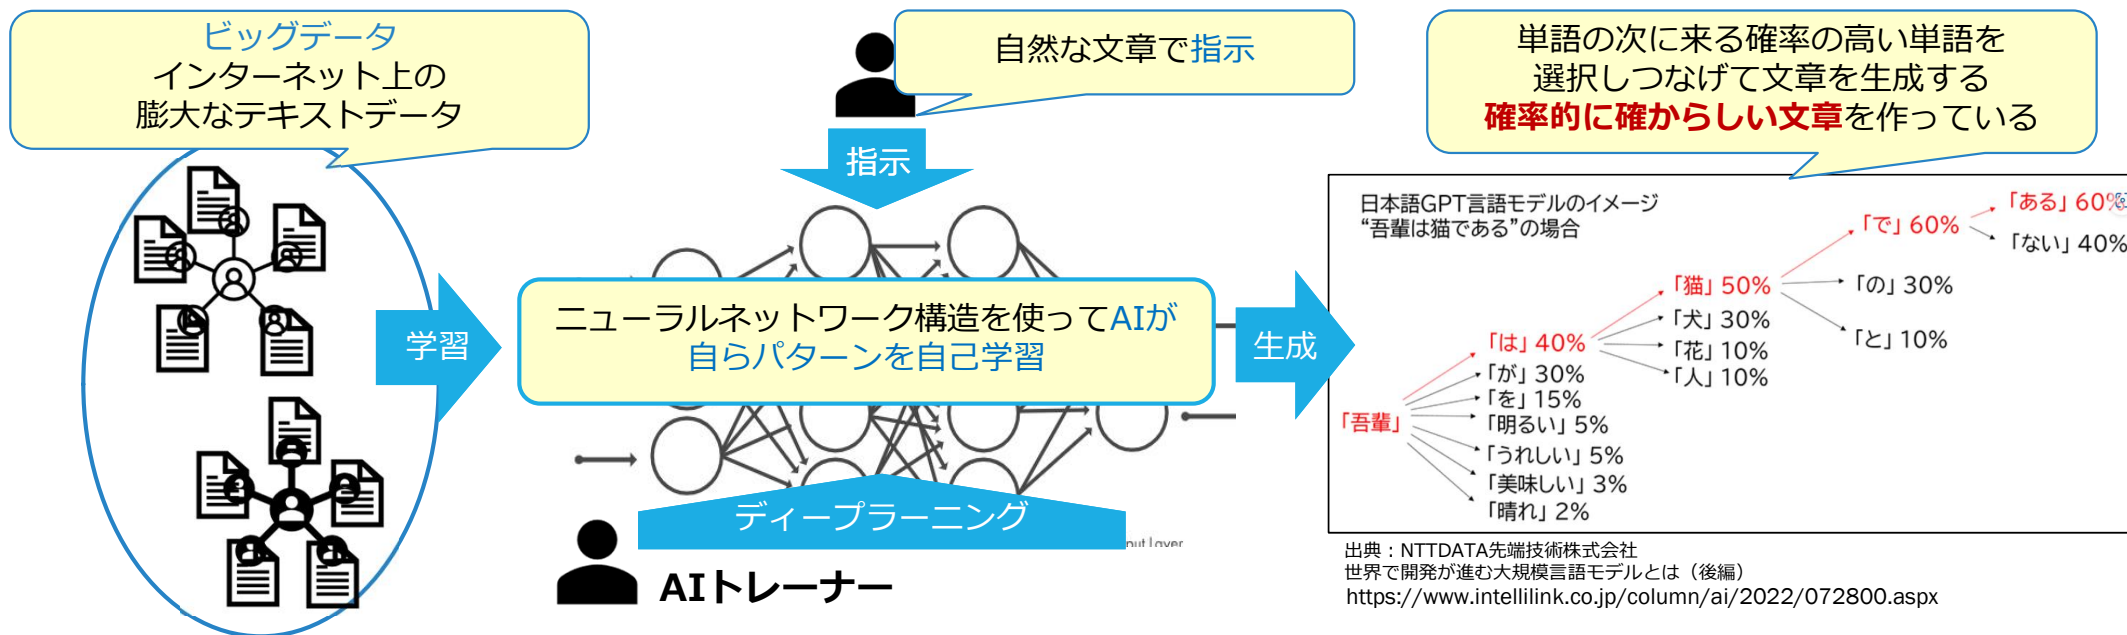 ビッグデータ
インターネット上の
膨大なテキストデータ
自然な文章で指示
単語の次に来る確率の高い単語を
選択しつなげて文章を生成する
確率的に確からしい文章を作っている
指示
学習
ニューラルネットワーク構造を使ってAIが
自らパターンを自己学習
生成
ディープラーニング
AIトレーナー
日本語GPT言語モデルのイメージ
“吾輩は猫である”の場合
「吾輩」
「は」 40%
「が」 30%
「を」 15%
「明るい」 5%
「うれしい」 5%
「美味しい」 3%
「晴れ」 2%
「猫」 50%
「犬」 30%
「花」 10%
「人」 10%
「で」 60%
「の」 30%
「と」 10%
「ある」 60%
「ない」 40%
出典：NTTDATA先端技術株式会社
世界で開発が進む大規模言語モデルとは（後編）
https://www.intellilink.co.jp/column/ai/2022/072800.aspx